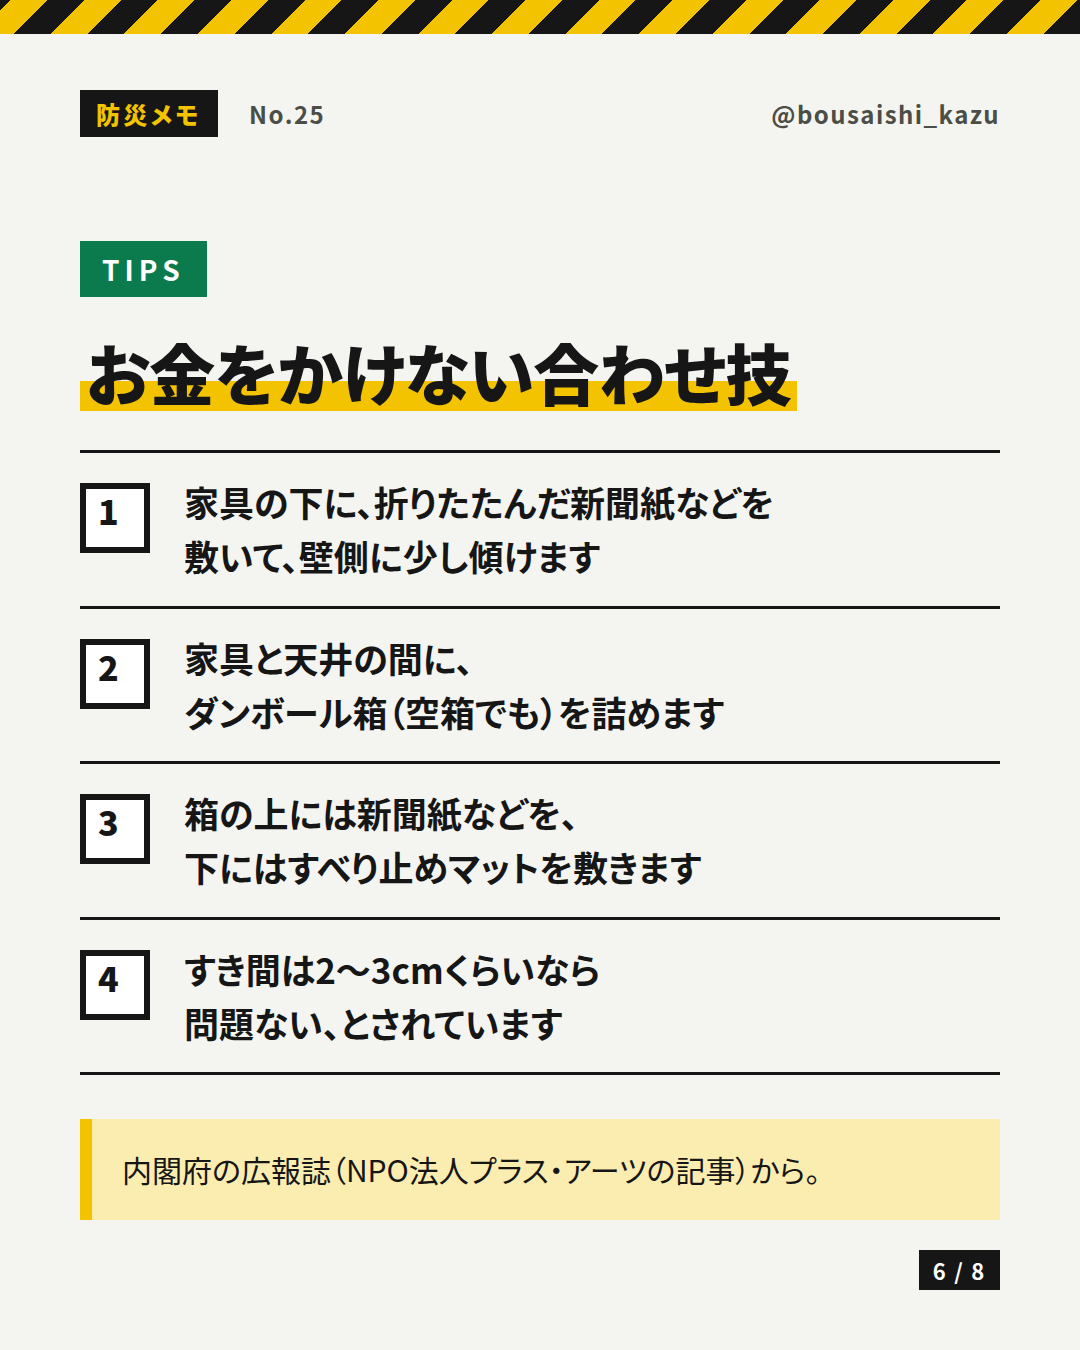 防災メモ No.25 @bousaishi_kazu
TIPS
お金をかけない合わせ技
1 家具の下に、折りたたんだ新聞紙などを
敷いて、壁側に少し傾けます
2 家具と天井の間に、
ダンボール箱（空箱でも）を詰めます
3 箱の上には新聞紙などを、
下にはすべり止めマットを敷きます
4 すき間は2〜3cmくらいなら
問題ない、とされています
内閣府の広報誌（NPO法人プラス・アーツの記事）から。
6 / 8